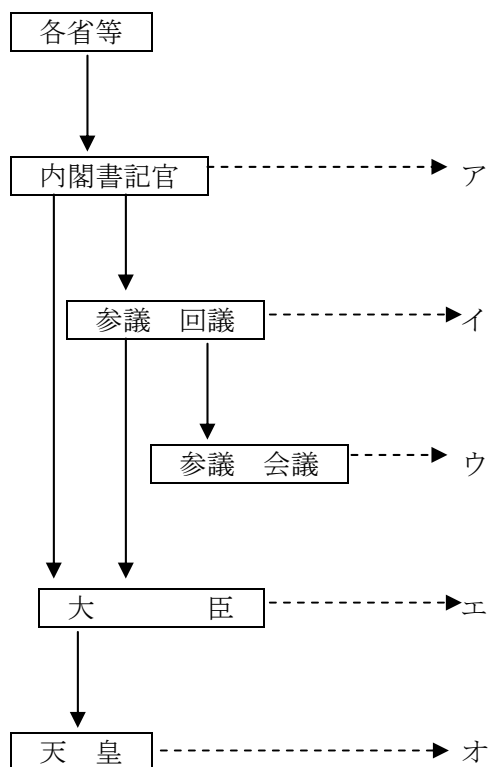 各省等
内閣書記官 ア
参議 回議 イ
参議 会議 ウ
大 臣 エ
天 皇 オ